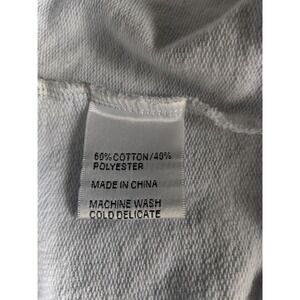 60%COTTON/40%
POLYESTER
MADE IN CHINA
MACHINE WASH
COLD DELICATE